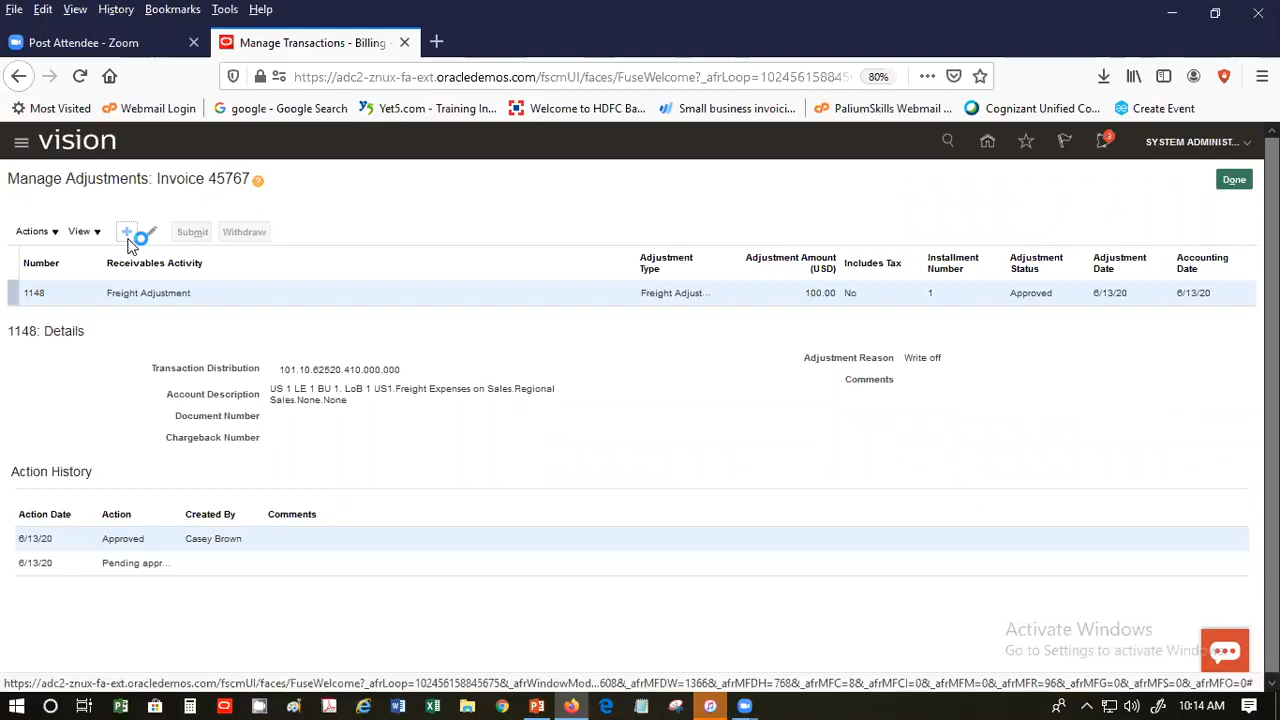 File Edit View History Bookmarks Tools Help
Post Attendee - Zoom
Manage Transactions - Billing -
https://adc2-znux-fa-ext.oracledemos.com/fscmUI/faces/FuseWelcome?_afrLoop=102456158845
80%
Most Visited
Webmail Login
google - Google Search
Yet5.com - Training In...
Welcome to HDFC Ba...
Small business invoici...
PaliumSkills Webmail ...
Cognizant Unified Co...
Create Event
vision
3
SYSTEM ADMINIST...
Manage Adjustments: Invoice 45767
Done
Actions View Submit Withdraw
Number Receivables Activity Adjustment Type Adjustment Amount (USD) Includes Tax Installment Number Adjustment Status Adjustment Date Accounting Date
1148 Freight Adjustment Freight Adjust... 100.00 No 1 Approved 6/13/20 6/13/20
1148: Details
Transaction Distribution 101.10.62520.410.000.000
Account Description US 1 LE 1 BU 1. LoB 1 US1.Freight Expenses on Sales.Regional
Sales.None.None
Document Number
Chargeback Number
Adjustment Reason Write off
Comments
Action History
Action Date Action Created By Comments
6/13/20 Approved Casey Brown
6/13/20 Pending appr...
Activate Windows
Go to Settings to activate Windows.
https://adc2-znux-fa-ext.oracledemos.com/fscmUI/faces/FuseWelcome?_afrLoop=1024561588456475&_afrWindowMod...608&_afrMFDW=1366&_afrMFDH=768&_afrMFC=8&_afrMFCI=0&_afrMFM=0&_afrMFR=96&_afrMFG=0&_afrMFS=0&_afrMFO=0#
10:14 AM